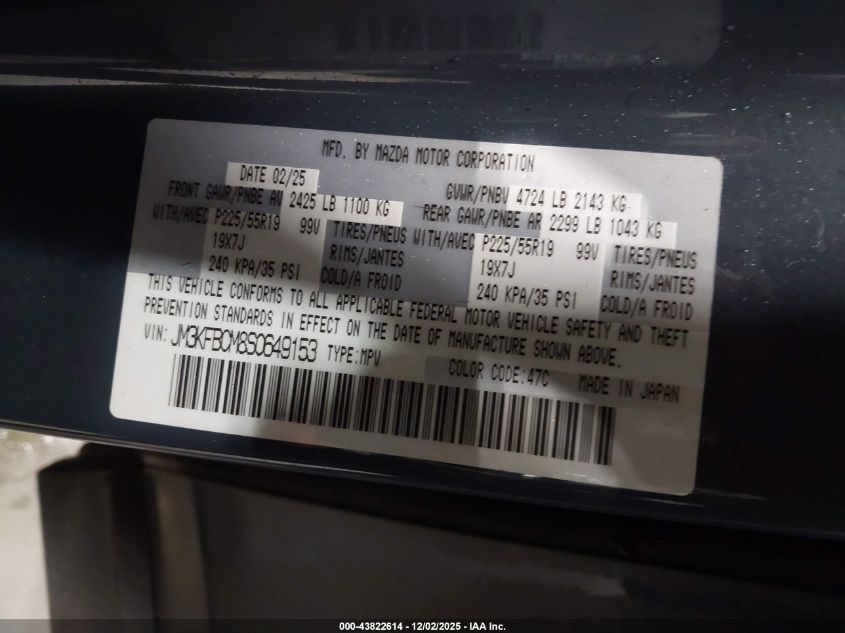 MFD. BY MAZDA MOTOR CORPORATION
DATE 02/25 GVWR/PNBV 4724 LB 2143 KG
FRONT GAWR/PNBE AV 2425 LB 1100 KG REAR GAWR/PNBE AR 2299 LB 1043 KG
WITH/AVEC P225/55R19 99V TIRES/PNEUS WITH/AVEC P225/55R19 99V TIRES/PNEUS
19X7J RIMS/JANTES 19X7J RIMS/JANTES
240 KPA/35 PSI COLD/A FROID 240 KPA/35 PSI COLD/A FROID
THIS VEHICLE CONFORMS TO ALL APPLICABLE FEDERAL MOTOR VEHICLE SAFETY AND THEFT
PREVENTION STANDARDS IN EFFECT ON THE DATE OF MANUFACTURE SHOWN ABOVE.
VIN: JM3KFBCM8S0649153 TYPE:MPV COLOR CODE:47C MADE IN JAPAN
000-43822614 - 12/02/2025 - IAA Inc.